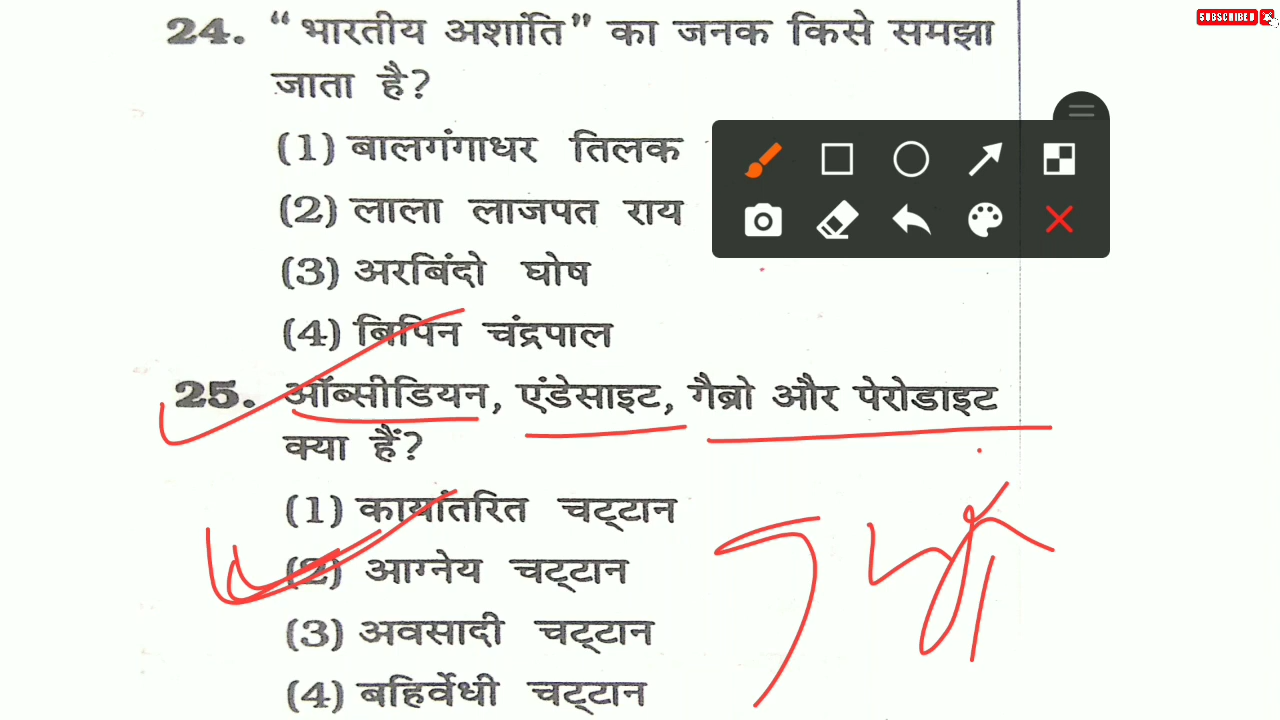 SUBSCRIBED
24. “भारतीय अशांति” का जनक किसे समझा
जाता है?
(1) बालगंगाधर तिलक
(2) लाला लाजपत राय
(3) अरबिंदो घोष
(4) बिपिन चंद्रपाल
25. ऑब्सीडियन, एंडेसाइट, गैब्रो और पेरोडाइट
क्या हैं?
(1) कायांतरित चट्टान
(2) आग्नेय चट्टान
(3) अवसादी चट्टान
(4) बहिर्वेधी चट्टान